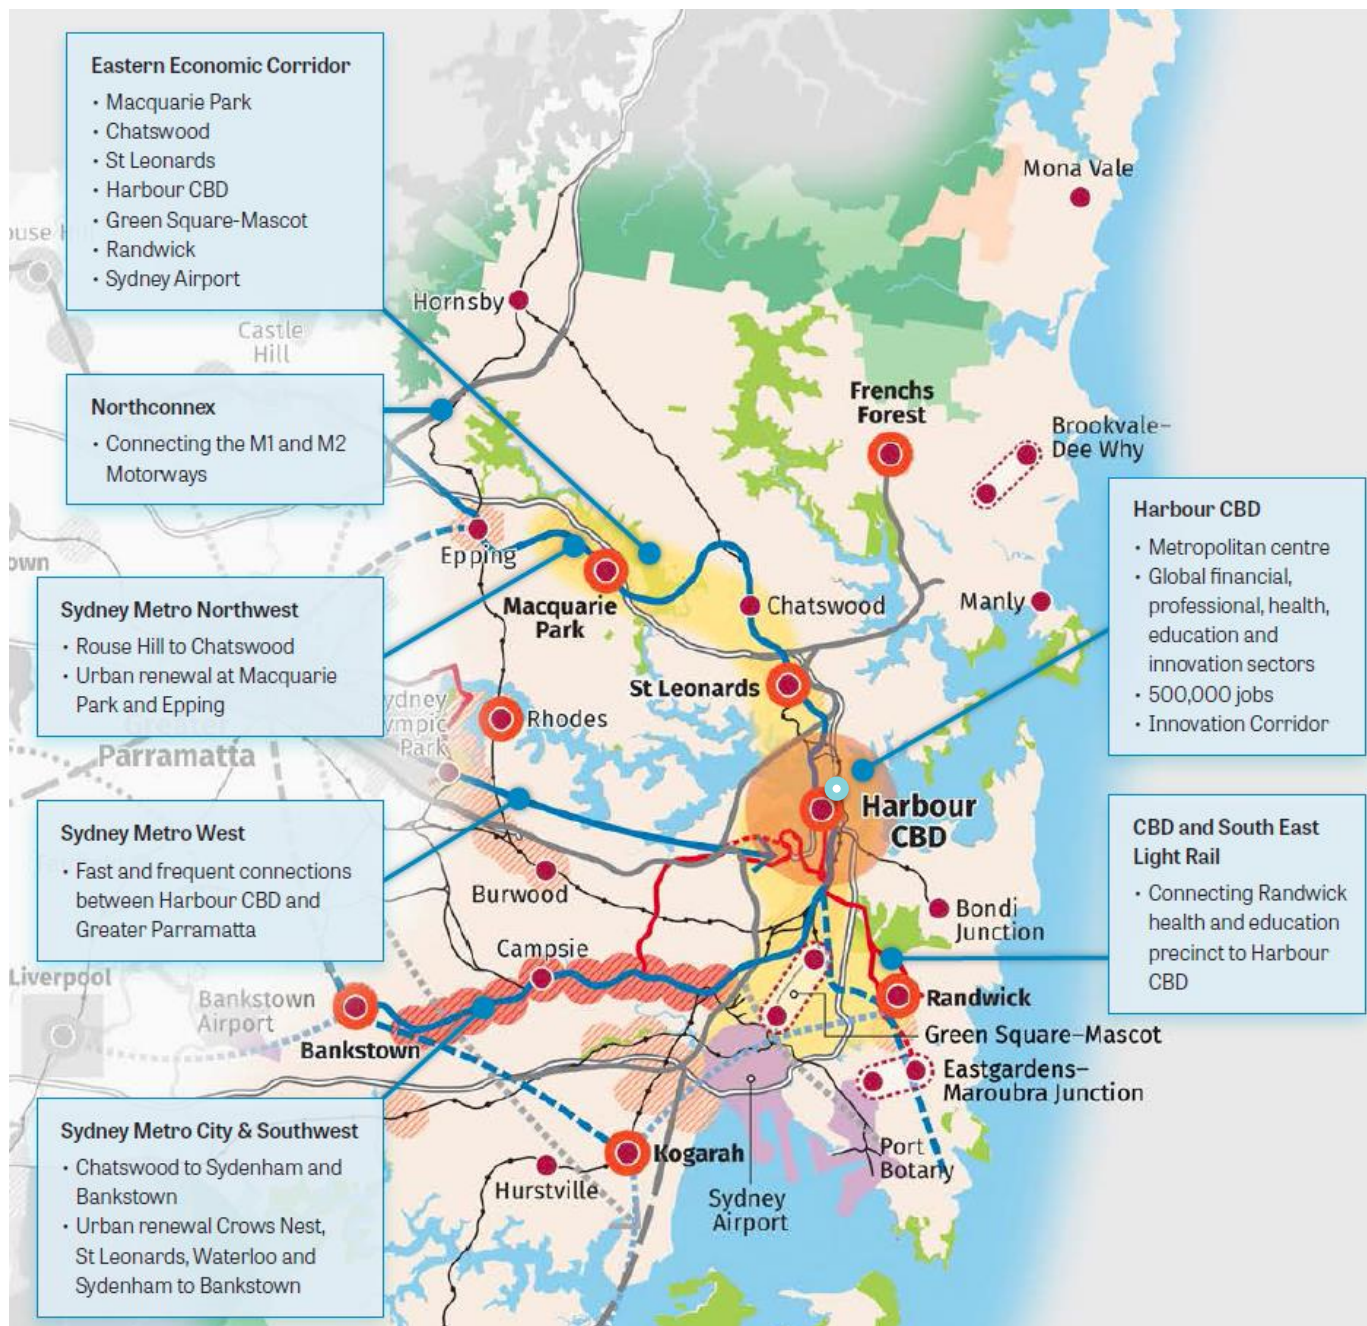 Eastern Economic Corridor
• Macquarie Park
• Chatswood
• St Leonards
• Harbour CBD
• Green Square-Mascot
• Randwick
• Sydney Airport
Mona Vale
Hornsby
Castle
Hill
Northconnex
• Connecting the M1 and M2
Motorways
Frenchs
Forest
Brookvale–
Dee Why
Harbour CBD
• Metropolitan centre
• Global financial,
professional, health,
education and
innovation sectors
• 500,000 jobs
• Innovation Corridor
Epping
Macquarie
Park
Chatswood
Manly
Sydney Metro Northwest
• Rouse Hill to Chatswood
• Urban renewal at Macquarie
Park and Epping
St Leonards
Rhodes
ydney
ympic
Park
Greater
Parramatta
Harbour
CBD
Sydney Metro West
• Fast and frequent connections
between Harbour CBD and
Greater Parramatta
CBD and South East
Light Rail
• Connecting Randwick
health and education
precinct to Harbour
CBD
Burwood
Bondi
Junction
Campsie
Liverpool
Bankstown
Airport
Bankstown
Randwick
Green Square–Mascot
Eastgardens–
Maroubra Junction
Sydney Metro City & Southwest
• Chatswood to Sydenham and
Bankstown
• Urban renewal Crows Nest,
St Leonards, Waterloo and
Sydenham to Bankstown
Kogarah
Hurstville
Port
Botany
Sydney
Airport